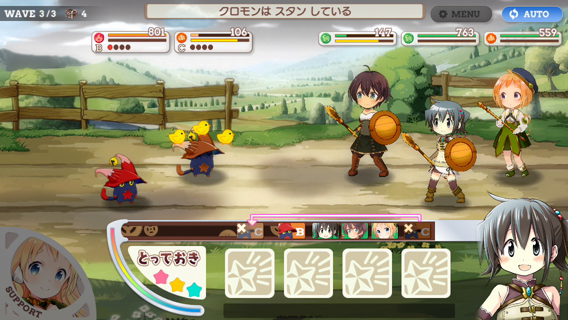 WAVE 3/3 4
クロモンは スタン している
MENU
AUTO
801
B
106
C
147
763
559
C
B
C
とっておき
SUPPORT